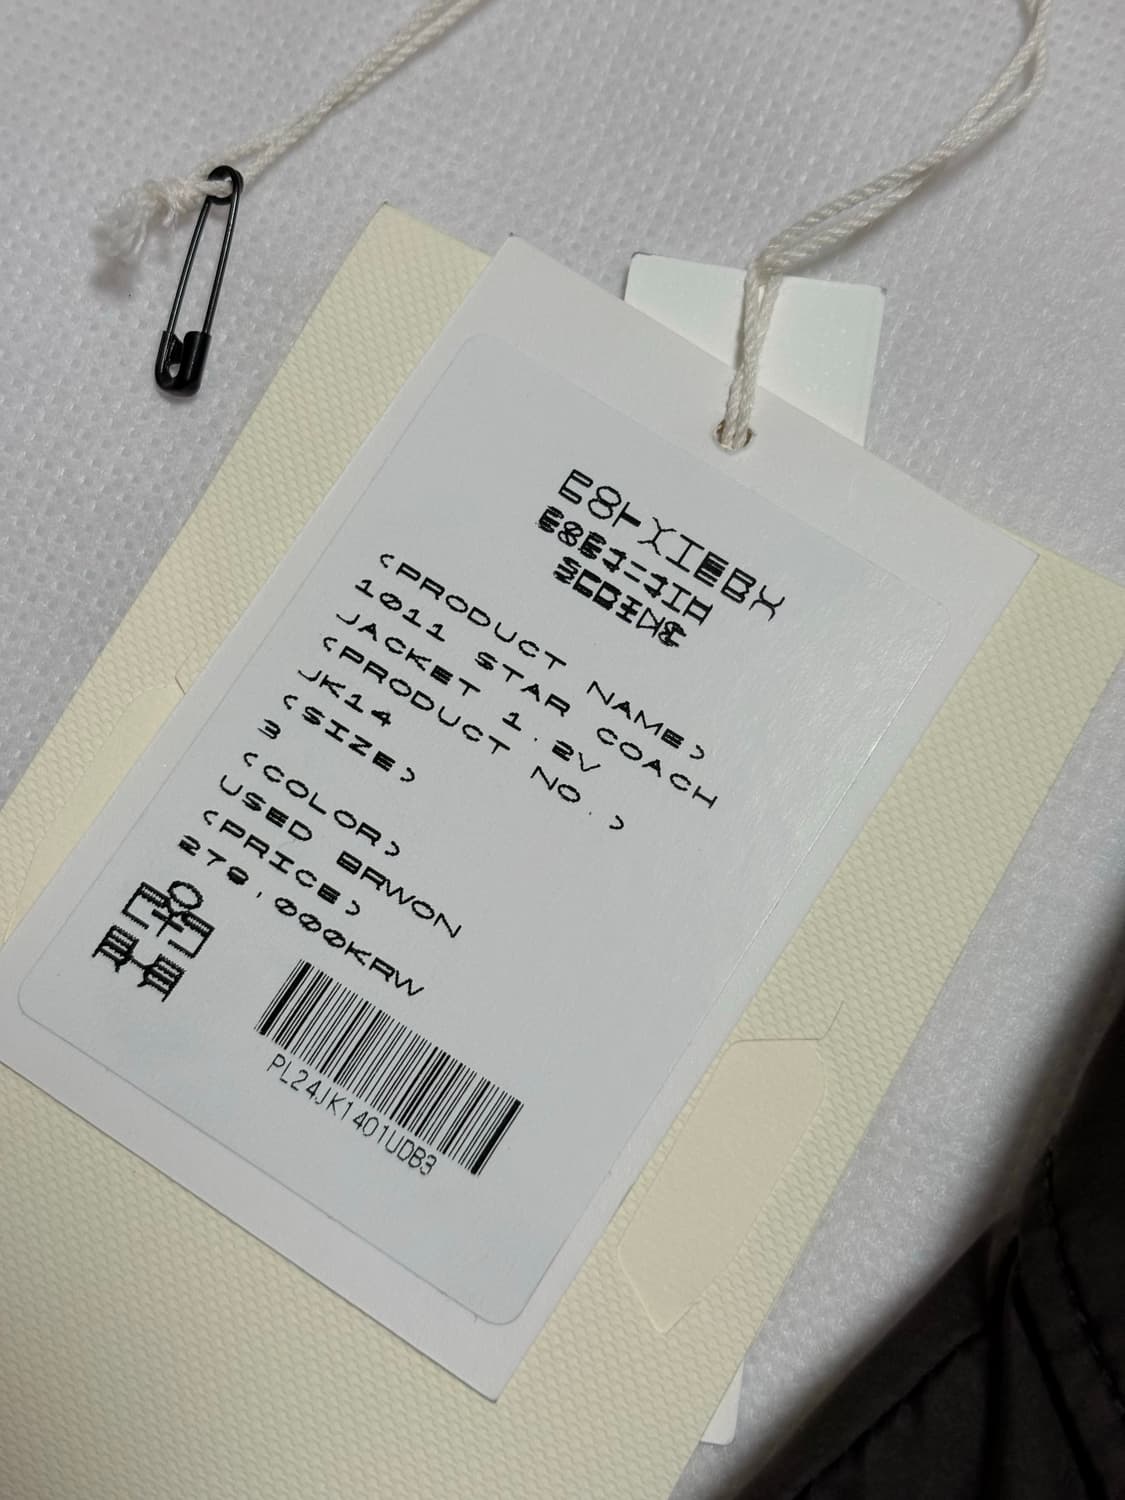 <PRODUCT NAME>
1011 STAR COACH
JACKET 1.2V
<PRODUCT NO.>
JK14
<SIZE>
3
<COLOR>
USED BRWON
<PRICE>
279,000KRW
PL24JK1401UDB3